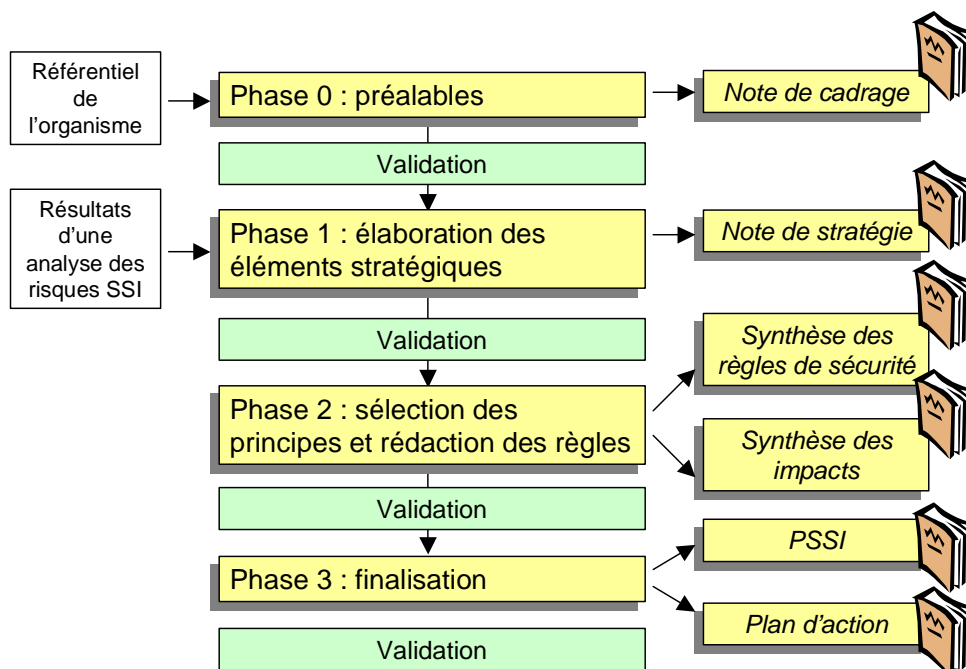 Référentiel
de
l'organisme
Phase 0 : préalables
Note de cadrage
Validation
Résultats
d'une
analyse des
risques SSI
Phase 1 : élaboration des
éléments stratégiques
Note de stratégie
Validation
Synthèse des
règles de sécurité
Phase 2 : sélection des
principes et rédaction des règles
Synthèse des
impacts
Validation
PSSI
Phase 3 : finalisation
Plan d'action
Validation